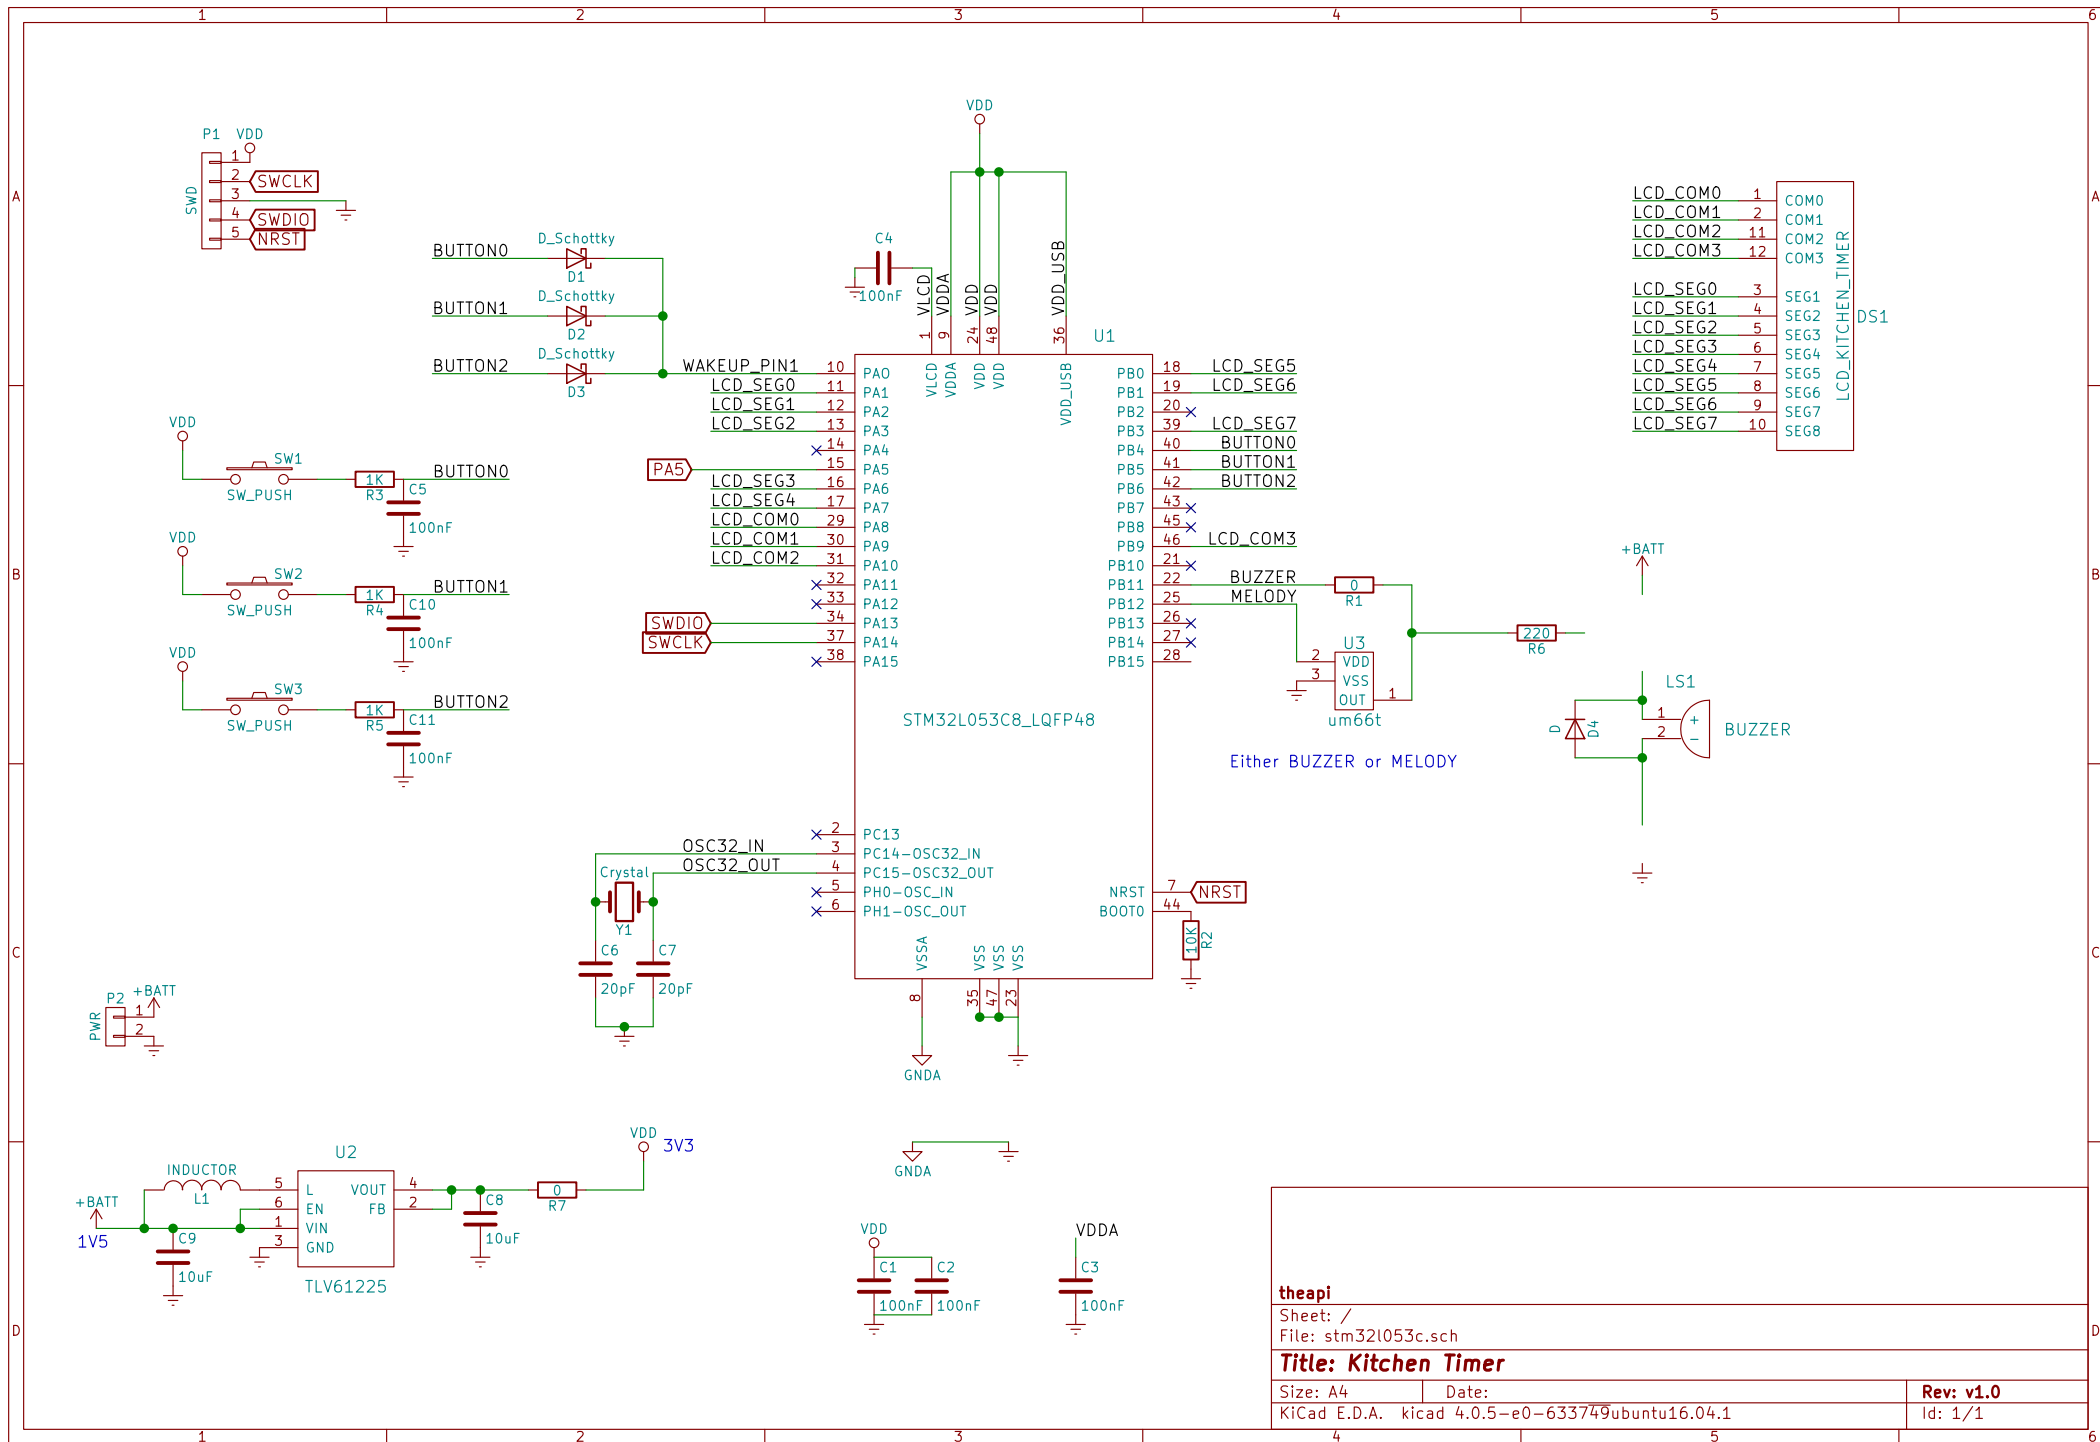 1 2 3 4 5 6
A
A
B
B
C
C
D
D
P1 VDD
1
2 SWCLK
3
4 SWDIO
5 NRST
SWD
BUTTON0
D_Schottky
D1
BUTTON1
D_Schottky
D2
BUTTON2
D_Schottky
D3
VDD
SW1
SW_PUSH
1K
R3
BUTTON0
C5
100nF
VDD
SW2
SW_PUSH
1K
R4
BUTTON1
C10
100nF
VDD
SW3
SW_PUSH
1K
R5
BUTTON2
C11
100nF
VDD
C4
100nF
VLCD
VDDA
VDD
VDD
VDD_USB
1
9
24
48
36
U1
VLCD
VDDA
VDD
VDD
VDD_USB
WAKEUP_PIN1 10 PA0
LCD_SEG0 11 PA1
LCD_SEG1 12 PA2
LCD_SEG2 13 PA3
14 PA4
PA5 15 PA5
LCD_SEG3 16 PA6
LCD_SEG4 17 PA7
LCD_COM0 29 PA8
LCD_COM1 30 PA9
LCD_COM2 31 PA10
32 PA11
33 PA12
SWDIO 34 PA13
SWCLK 37 PA14
38 PA15
PB0 18 LCD_SEG5
PB1 19 LCD_SEG6
PB2 20
PB3 39 LCD_SEG7
PB4 40 BUTTON0
PB5 41 BUTTON1
PB6 42 BUTTON2
PB7 43
PB8 45
PB9 46 LCD_COM3
PB10 21
PB11 22 BUZZER
PB12 25 MELODY
PB13 26
PB14 27
PB15 28
STM32L053C8_LQFP48
2 PC13
OSC32_IN 3 PC14-OSC32_IN
OSC32_OUT 4 PC15-OSC32_OUT
5 PH0-OSC_IN
6 PH1-OSC_OUT
NRST 7 NRST
BOOT0 44
10K
R2
VSSA
VSS
VSS
VSS
8
35
47
23
GNDA
Crystal
Y1
C6
20pF
C7
20pF
0
R1
U3
2 VDD
3 VSS
OUT 1
um66t
Either BUZZER or MELODY
220
R6
+BATT
LS1
1 +
2 -
BUZZER
D
D4
LCD_COM0 1 COM0
LCD_COM1 2 COM1
LCD_COM2 11 COM2
LCD_COM3 12 COM3
LCD_SEG0 3 SEG1
LCD_SEG1 4 SEG2
LCD_SEG2 5 SEG3
LCD_SEG3 6 SEG4
LCD_SEG4 7 SEG5
LCD_SEG5 8 SEG6
LCD_SEG6 9 SEG7
LCD_SEG7 10 SEG8
LCD_KITCHEN_TIMER
DS1
P2 +BATT
1
2
PWR
+BATT
1V5
INDUCTOR
L1
C9
10uF
U2
5 L
6 EN
1 VIN
3 GND
VOUT 4
FB 2
TLV61225
C8
10uF
0
R7
VDD 3V3
GNDA
VDD
C1
100nF
C2
100nF
VDDA
C3
100nF
theapi
Sheet: /
File: stm32l053c.sch
Title: Kitchen Timer
Size: A4 Date: Rev: v1.0
KiCad E.D.A. kicad 4.0.5-e0-633749ubuntu16.04.1 Id: 1/1
1 2 3 4 5 6